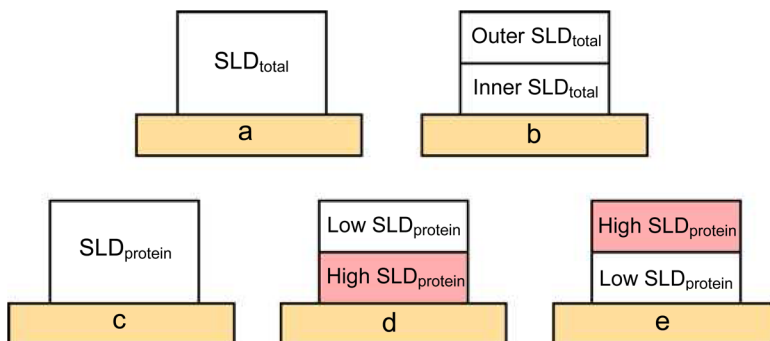 SLDtotal
Outer SLDtotal
Inner SLDtotal
a
b
SLDprotein
Low SLDprotein
High SLDprotein
High SLDprotein
Low SLDprotein
c
d
e